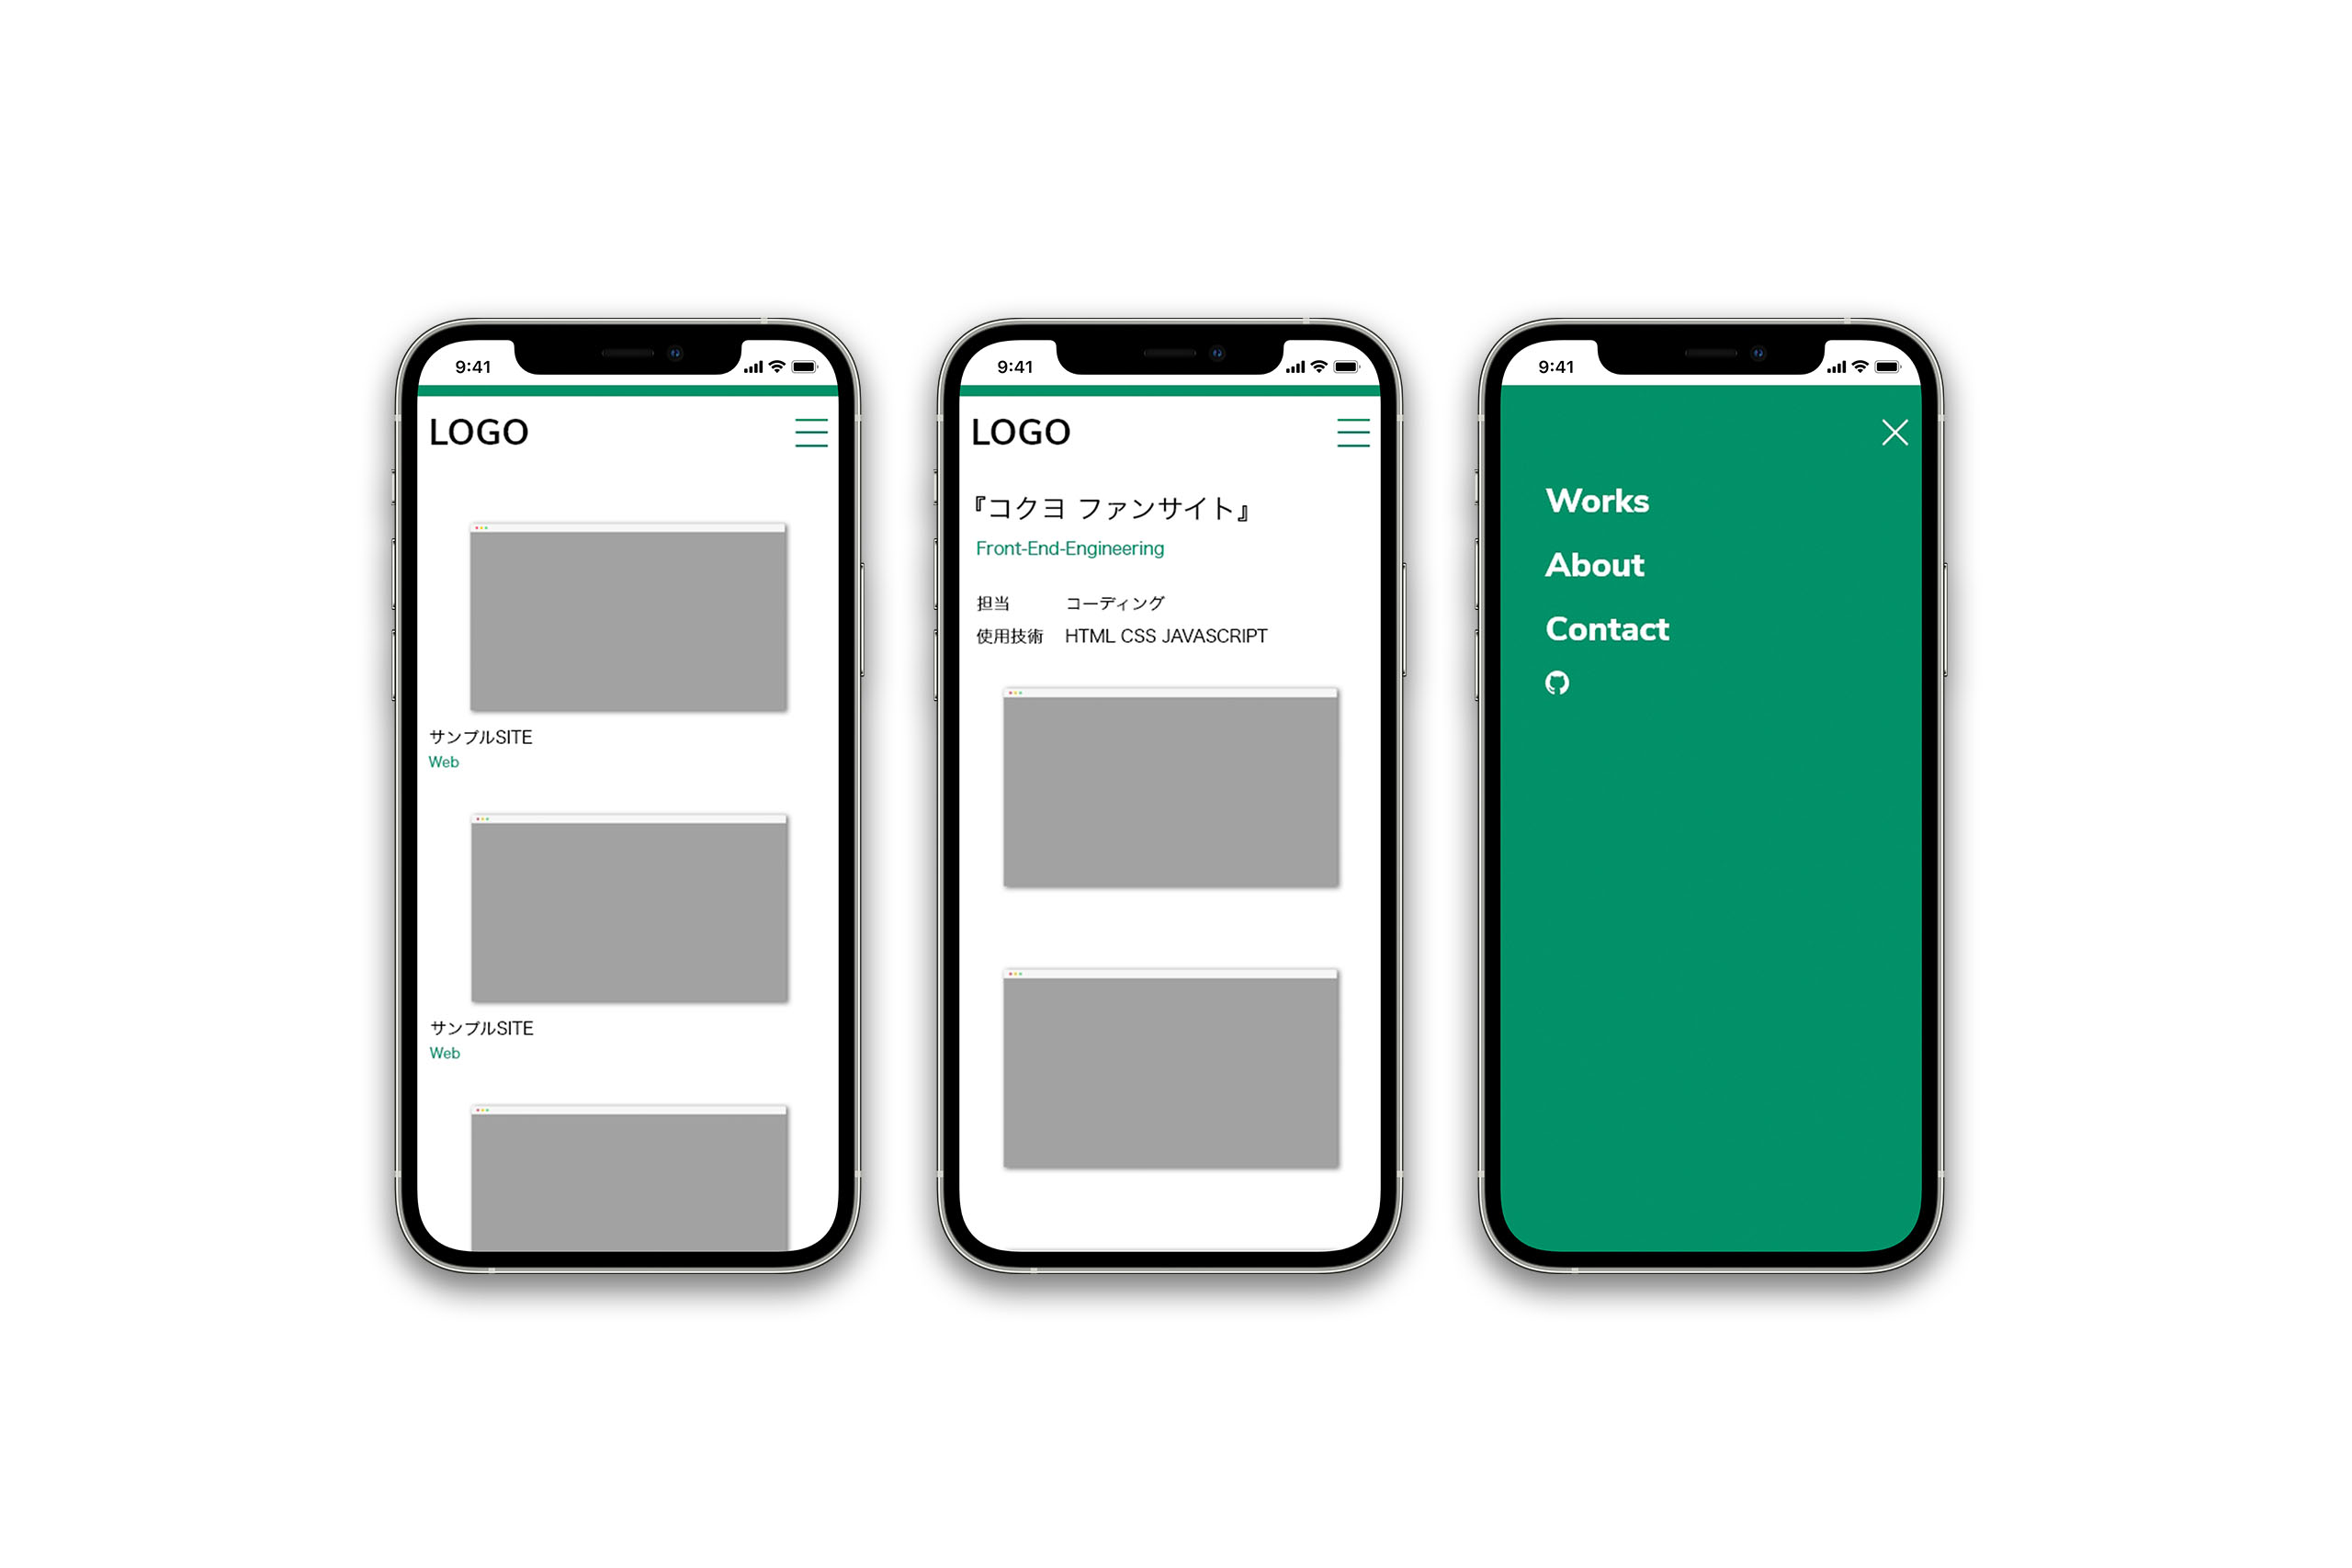 9:41
LOGO
サンプルSITE
Web
サンプルSITE
Web
9:41
LOGO
『コクヨ ファンサイト』
Front-End-Engineering
担当 コーディング
使用技術 HTML CSS JAVASCRIPT
9:41
Works
About
Contact